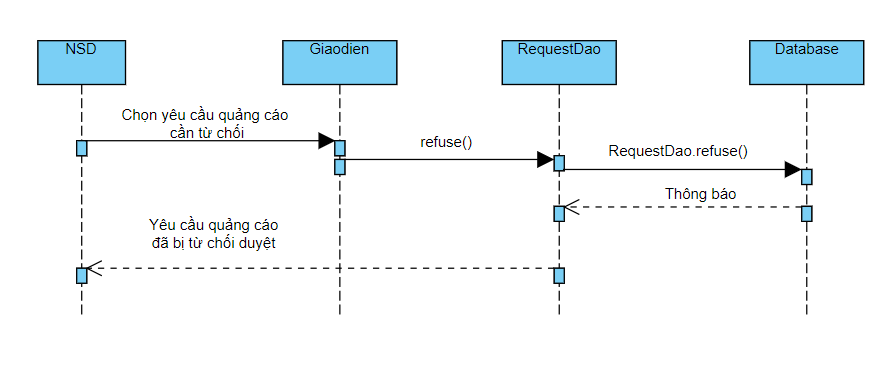 NSD
Giaodien
RequestDao
Database
Chọn yêu cầu quảng cáo
cần từ chối
refuse()
RequestDao.refuse()
Thông báo
Yêu cầu quảng cáo
đã bị từ chối duyệt